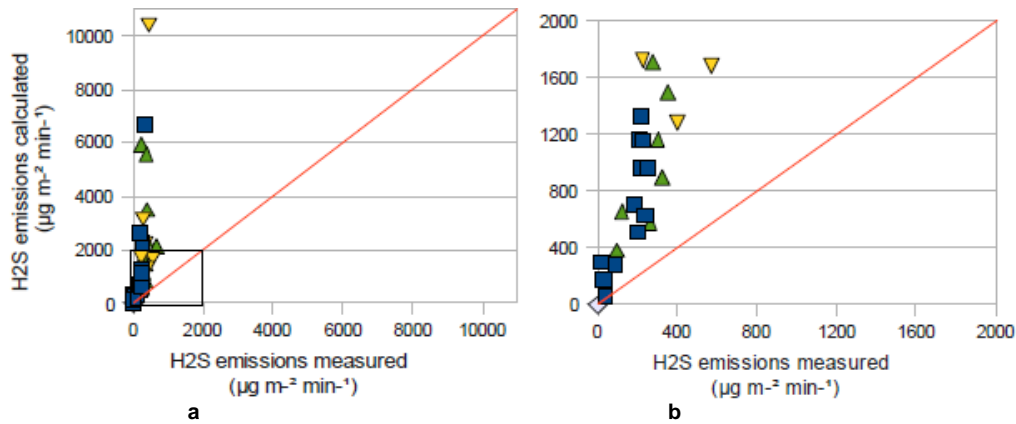 H2S emissions calculated
(µg m-² min-¹)
10000
8000
6000
4000
2000
0
0 2000 4000 6000 8000 10000
H2S emissions measured
(µg m-² min-¹)
a
2000
1600
1200
800
400
0
0 400 800 1200 1600 2000
H2S emissions measured
(µg m-² min-¹)
b